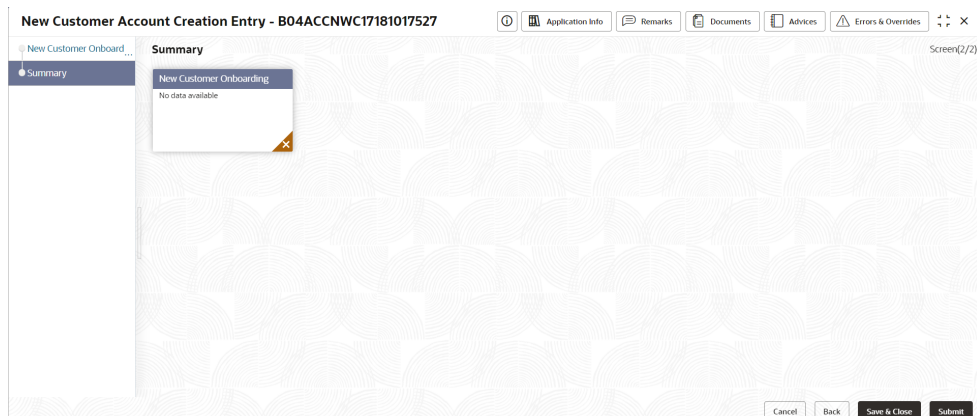 New Customer Account Creation Entry - B04ACCNWC17181017527
Application Info
Remarks
Documents
Advices
Errors & Overrides
New Customer Onboard...
Summary
Summary
Screen(2/2)
New Customer Onboarding
No data available
Cancel
Back
Save & Close
Submit